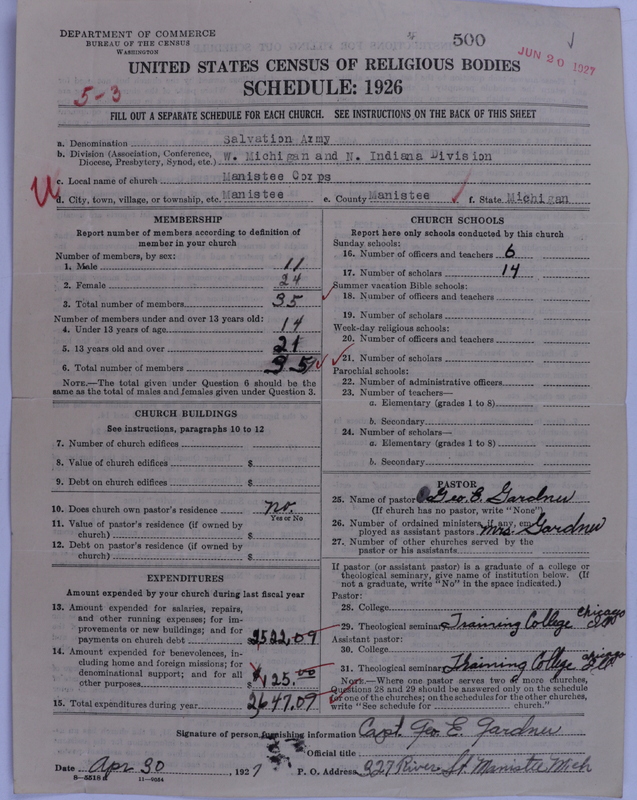 DEPARTMENT OF COMMERCE
BUREAU OF THE CENSUS
WASHINGTON
500
JUN 20 1927
UNITED STATES CENSUS OF RELIGIOUS BODIES
SCHEDULE: 1926
5-3
FILL OUT A SEPARATE SCHEDULE FOR EACH CHURCH. SEE INSTRUCTIONS ON THE BACK OF THIS SHEET
a. Denomination Salvation Army
b. Division (Association, Conference, Diocese, Presbytery, Synod, etc.) W. Michigan and N. Indiana Division
c. Local name of church Manistee Corps
d. City, town, village, or township, etc. Manistee e. County Manistee f. State Michigan
MEMBERSHIP
Report number of members according to definition of
member in your church
Number of members, by sex:
1. Male 11
2. Female 24
3. Total number of members 35
Number of members under and over 13 years old:
4. Under 13 years of age 14
5. 13 years old and over 21
6. Total number of members 35
NOTE.—The total given under Question 6 should be the
same as the total of males and females given under Question 3.
CHURCH BUILDINGS
See instructions, paragraphs 10 to 12
7. Number of church edifices
8. Value of church edifices $
9. Debt on church edifices $
10. Does church own pastor's residence? no.
Yes or No
11. Value of pastor's residence (if owned by
church) $
12. Debt on pastor's residence (if owned by
church) $
EXPENDITURES
Amount expended by your church during last fiscal year
13. Amount expended for salaries, repairs,
and other running expenses; for im-
provements or new buildings; and for
payments on church debt $2522.09
14. Amount expended for benevolences, in-
cluding home and foreign missions; for
denominational support; and for all
other purposes $125.00
15. Total expenditures during year 2647.09
CHURCH SCHOOLS
Report here only schools conducted by this church
Sunday schools:
16. Number of officers and teachers 6
17. Number of scholars 14
Summer vacation Bible schools:
18. Number of officers and teachers
19. Number of scholars
Week-day religious schools:
20. Number of officers and teachers
21. Number of scholars
Parochial schools:
22. Number of administrative officers
23. Number of teachers—
a. Elementary (grades 1 to 8)
b. Secondary
24. Number of scholars—
a. Elementary (grades 1 to 8)
b. Secondary
PASTOR
25. Name of pastor Geo. E. Gardner
(If church has no pastor, write "None")
26. Number of ordained ministers, if any, em-
ployed as assistant pastors Mrs. Gardner
27. Number of other churches served by the
pastor or his assistants
If pastor (or assistant pastor) is a graduate of a college or
theological seminary, give name of institution below. (If
not a graduate, write "No" in the space indicated.)
Pastor:
28. College
29. Theological seminary Training College Chicago Ill
Assistant pastor:
30. College
31. Theological seminary Training College Chicago Ill
NOTE.—Where one pastor serves two or more churches,
Questions 28 and 29 should be answered only on the schedule
for one of the churches; on the schedules for the other churches,
write "See schedule for church."
Signature of person furnishing information Capt. Geo. E. Gardner
Official title
Date Apr 30, 1927 P. O. Address 327 River St. Manistee Mich
8—5518a 11—9564